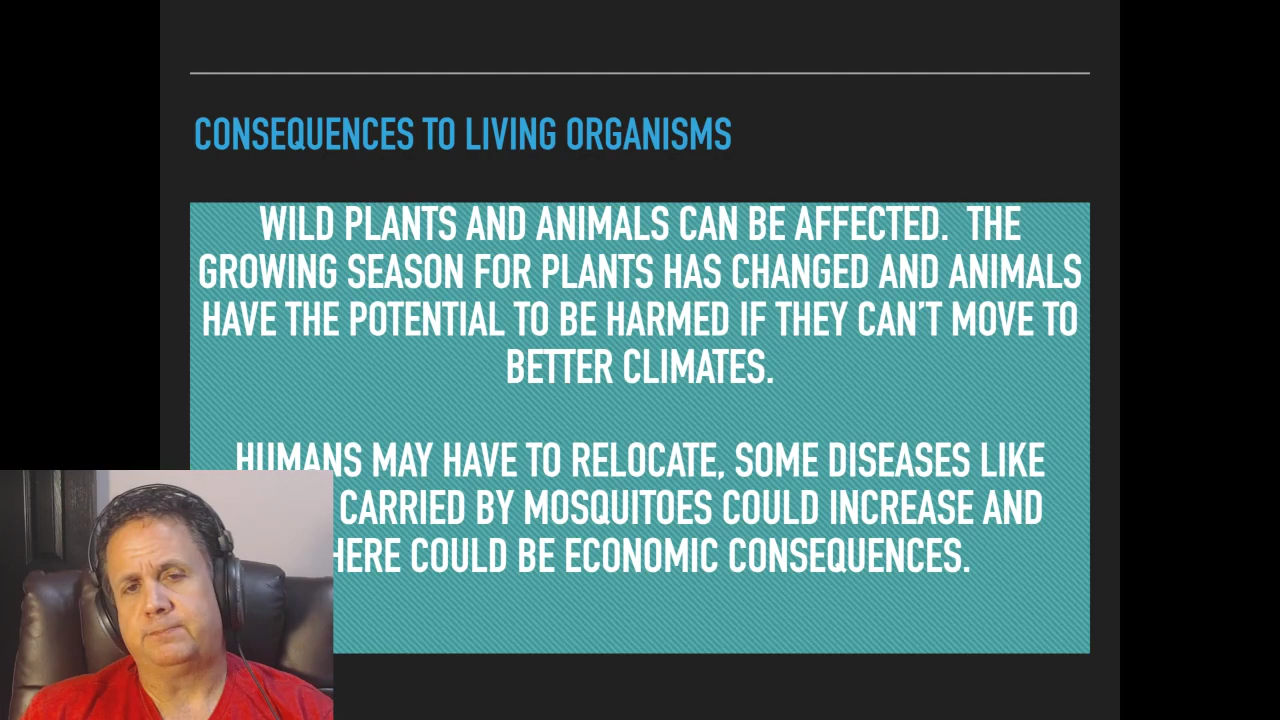 CONSEQUENCES TO LIVING ORGANISMS
WILD PLANTS AND ANIMALS CAN BE AFFECTED. THE
GROWING SEASON FOR PLANTS HAS CHANGED AND ANIMALS
HAVE THE POTENTIAL TO BE HARMED IF THEY CAN'T MOVE TO
BETTER CLIMATES.
HUMANS MAY HAVE TO RELOCATE, SOME DISEASES LIKE
CARRIED BY MOSQUITOES COULD INCREASE AND
COULD BE ECONOMIC CONSEQUENCES.